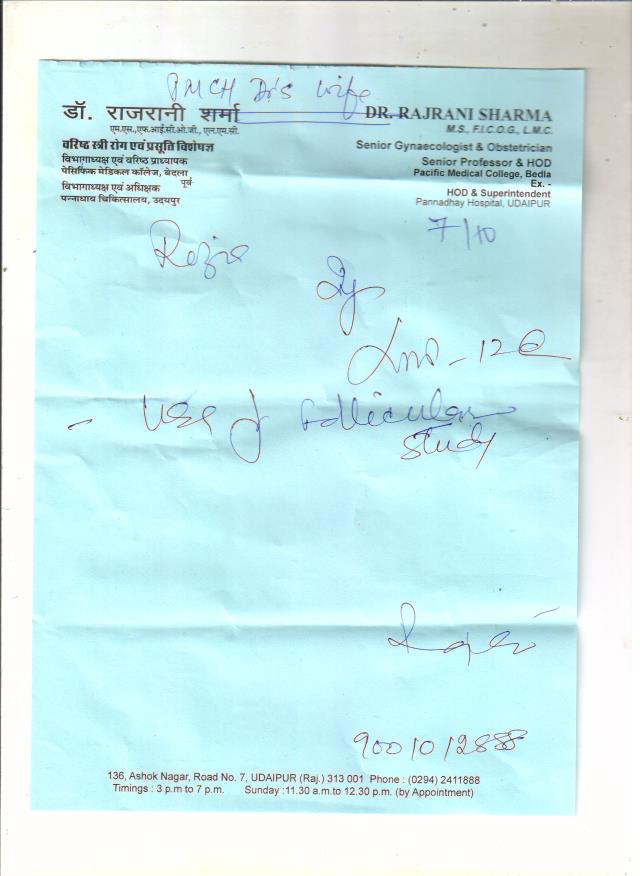 PMCH Dr's wife
डॉ. राजरानी शर्मा
एम.एस.,एफ.आई.सी.ओ.जी., एल.एम.सी.
वरिष्ठ स्त्री रोग एवं प्रसूति विशेषज्ञ
विभागाध्यक्ष एवं वरिष्ठ प्राध्यापक
पेसिफिक मेडिकल कॉलेज, बेदला
पूर्व
विभागाध्यक्ष एवं अधिक्षक
पन्नाधाय चिकित्सालय, उदयपुर
DR. RAJRANI SHARMA
M.S., F.I.C.O.G., L.M.C.
Senior Gynaecologist & Obstetrician
Senior Professor & HOD
Pacific Medical College, Bedla
Ex. -
HOD & Superintendent
Pannadhay Hospital, UDAIPUR
7/10
- USG follicular
study
9001012888
136, Ashok Nagar, Road No. 7, UDAIPUR (Raj.) 313 001 Phone : (0294) 2411888
Timings : 3 p.m to 7 p.m. Sunday :11.30 a.m.to 12.30 p.m. (by Appointment)